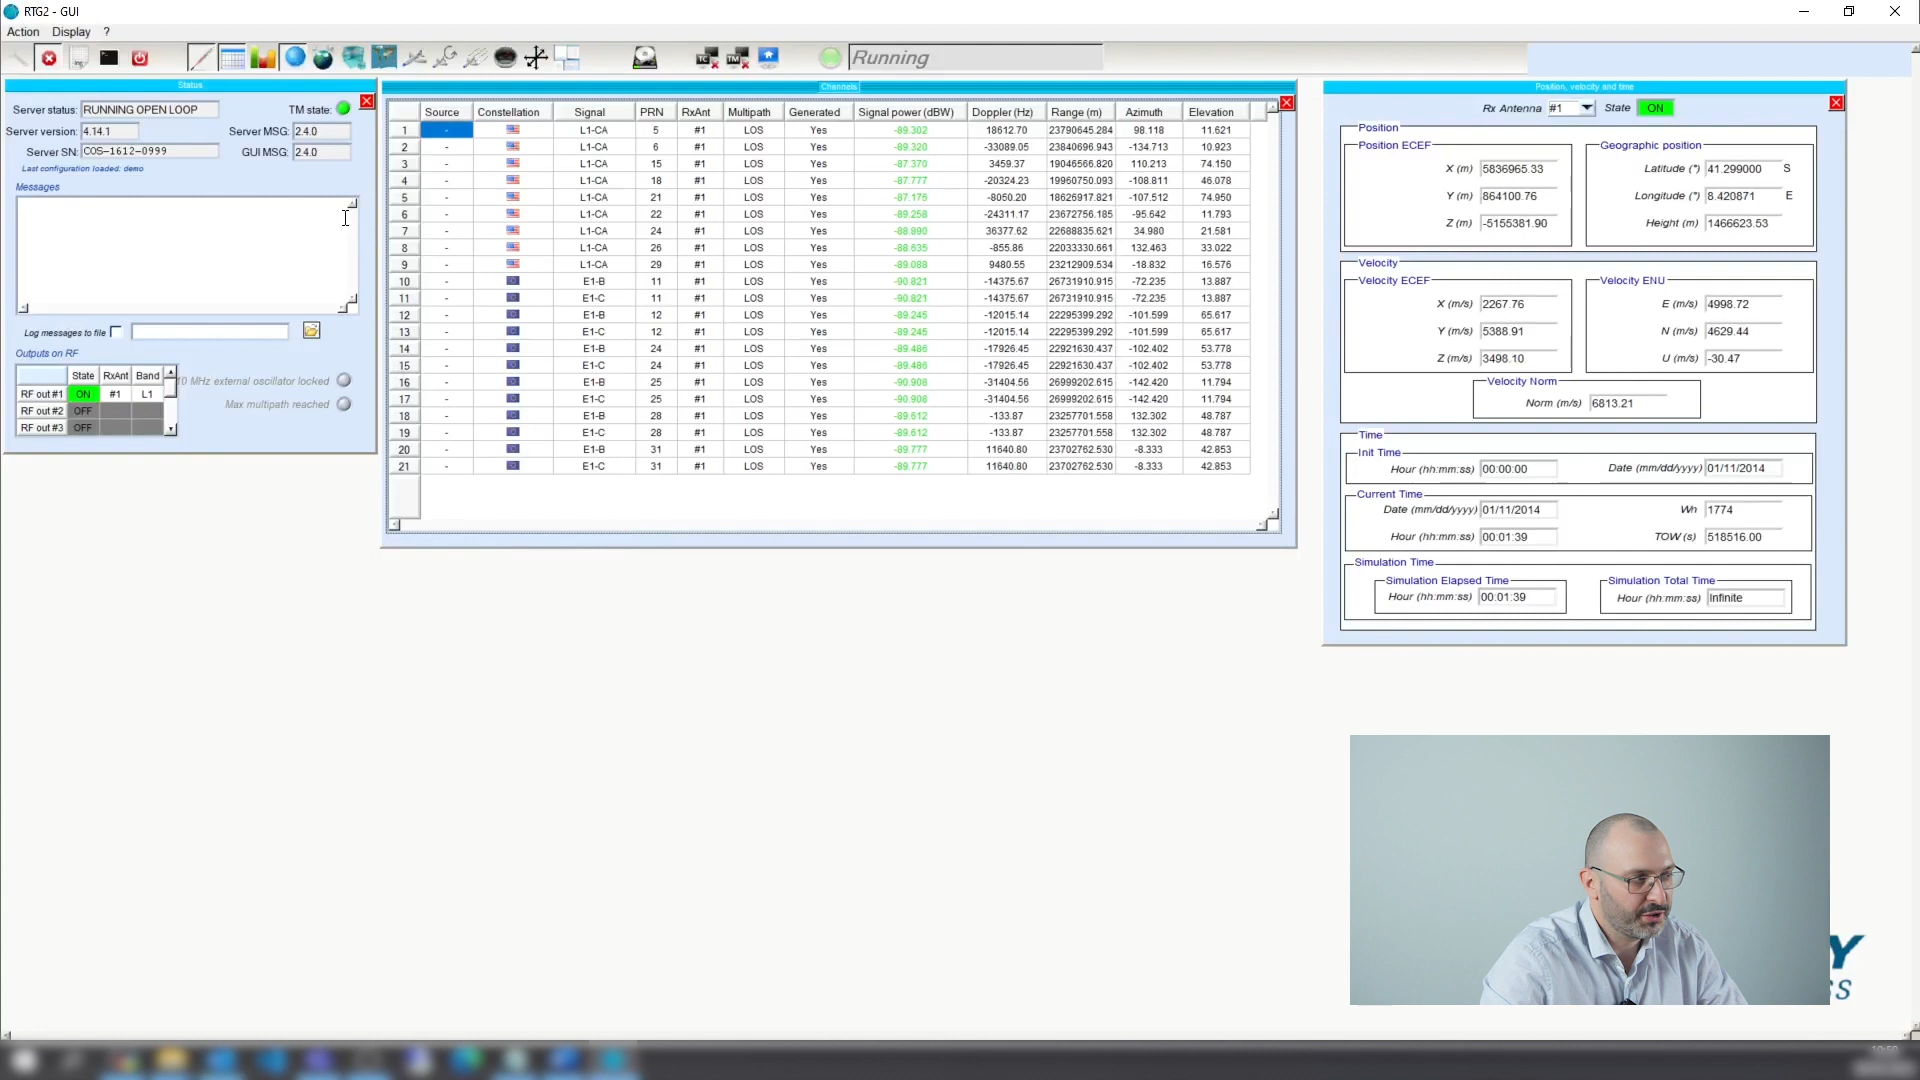 RTG2 - GUI
Action Display ?
Running
Status
Server status: RUNNING OPEN LOOP TM state:
Server version: 4.14.1 Server MSG: 2.4.0
Server SN: COS-1612-0999 GUI MSG: 2.4.0
Last configuration loaded: demo
Messages
Log messages to file
Outputs on RF
State RxAnt Band
RF out #1 ON #1 L1
RF out #2 OFF
RF out #3 OFF
10 MHz external oscillator locked
Max multipath reached
Channels
Source Constellation Signal PRN RxAnt Multipath Generated Signal power (dBW) Doppler (Hz) Range (m) Azimuth Elevation
1 - L1-CA 5 #1 LOS Yes -89.302 18612.70 23790645.284 98.118 11.621
2 - L1-CA 6 #1 LOS Yes -89.320 -33089.05 23840696.943 -134.713 10.923
3 - L1-CA 15 #1 LOS Yes -87.370 3459.37 19046566.820 110.213 74.150
4 - L1-CA 18 #1 LOS Yes -87.777 -20324.23 19960750.093 -108.811 46.078
5 - L1-CA 21 #1 LOS Yes -87.176 -8050.20 18626917.821 -107.512 74.950
6 - L1-CA 22 #1 LOS Yes -89.258 -24311.17 23672756.185 -95.642 11.793
7 - L1-CA 24 #1 LOS Yes -88.890 36377.62 22688835.621 34.980 21.581
8 - L1-CA 26 #1 LOS Yes -88.635 -855.86 22033330.661 132.463 33.022
9 - L1-CA 29 #1 LOS Yes -89.088 9480.55 23212909.534 -18.832 16.576
10 - E1-B 11 #1 LOS Yes -90.821 -14375.67 26731910.915 -72.235 13.887
11 - E1-C 11 #1 LOS Yes -90.821 -14375.67 26731910.915 -72.235 13.887
12 - E1-B 12 #1 LOS Yes -89.245 -12015.14 22295399.292 -101.599 65.617
13 - E1-C 12 #1 LOS Yes -89.245 -12015.14 22295399.292 -101.599 65.617
14 - E1-B 24 #1 LOS Yes -89.486 -17926.45 22921630.437 -102.402 53.778
15 - E1-C 24 #1 LOS Yes -89.486 -17926.45 22921630.437 -102.402 53.778
16 - E1-B 25 #1 LOS Yes -90.908 -31404.56 26999202.615 -142.420 11.794
17 - E1-C 25 #1 LOS Yes -90.908 -31404.56 26999202.615 -142.420 11.794
18 - E1-B 28 #1 LOS Yes -89.612 -133.87 23257701.558 132.302 48.787
19 - E1-C 28 #1 LOS Yes -89.612 -133.87 23257701.558 132.302 48.787
20 - E1-B 31 #1 LOS Yes -89.777 11640.80 23702762.530 -8.333 42.853
21 - E1-C 31 #1 LOS Yes -89.777 11640.80 23702762.530 -8.333 42.853
Position, velocity and time
Rx Antenna #1 State ON
Position
Position ECEF Geographic position
X (m) 5836965.33 Latitude (°) 41.299000 S
Y (m) 864100.76 Longitude (°) 8.420871 E
Z (m) -5155381.90 Height (m) 1466623.53
Velocity
Velocity ECEF Velocity ENU
X (m/s) 2267.76 E (m/s) 4998.72
Y (m/s) 5388.91 N (m/s) 4629.44
Z (m/s) 3498.10 U (m/s) -30.47
Velocity Norm
Norm (m/s) 6813.21
Time
Init Time
Hour (hh:mm:ss) 00:00:00 Date (mm/dd/yyyy) 01/11/2014
Current Time
Date (mm/dd/yyyy) 01/11/2014 Wn 1774
Hour (hh:mm:ss) 00:01:39 TOW (s) 518516.00
Simulation Time
Simulation Elapsed Time Simulation Total Time
Hour (hh:mm:ss) 00:01:39 Hour (hh:mm:ss) Infinite